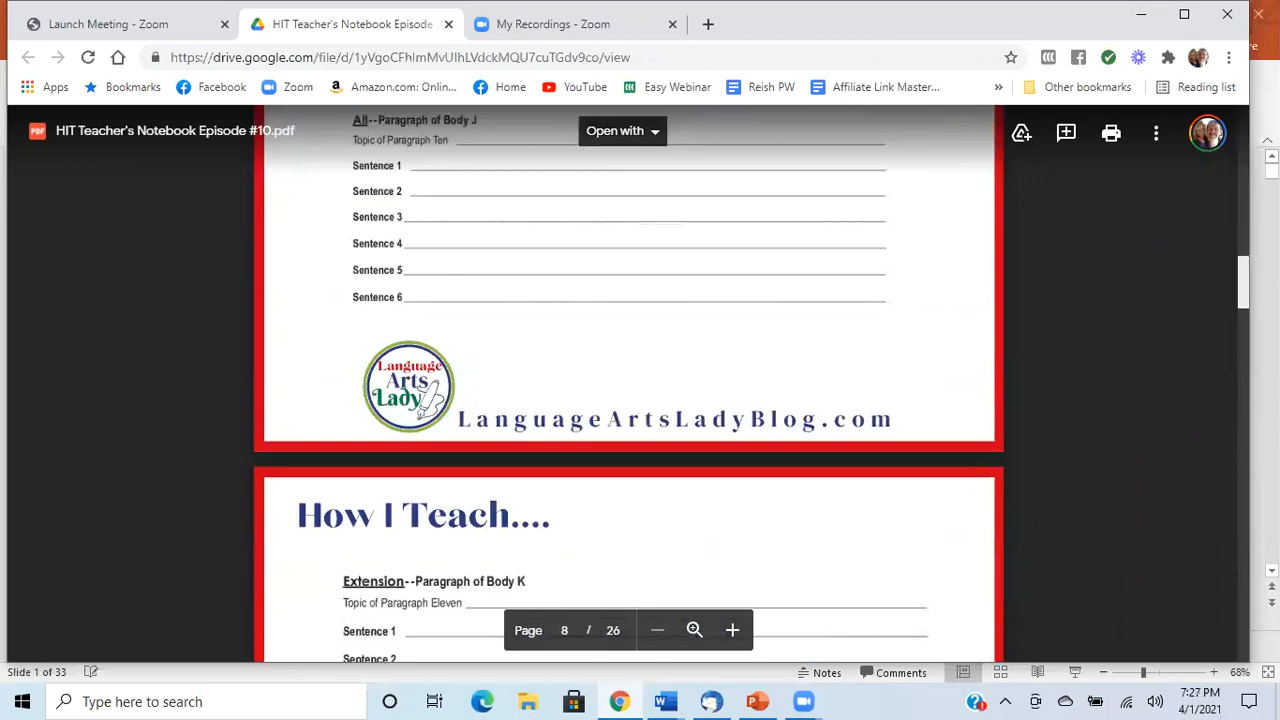 Launch Meeting - Zoom
HIT Teacher's Notebook Episode
My Recordings - Zoom
https://drive.google.com/file/d/1yVgoCFhImMyUIhLVdckMQU7cuTGdv9co/view
Apps
Bookmarks
Facebook
Zoom
Amazon.com: Onlin...
Home
YouTube
Easy Webinar
Reish PW
Affiliate Link Master...
»
Other bookmarks
Reading list
PDF
HIT Teacher's Notebook Episode #10.pdf
Open with
All--Paragraph of Body J
Topic of Paragraph Ten
Sentence 1
Sentence 2
Sentence 3
Sentence 4
Sentence 5
Sentence 6
Language
Arts
Lady
LanguageArtsLadyBlog.com
How I Teach....
Extension--Paragraph of Body K
Topic of Paragraph Eleven
Sentence 1
Sentence 2
Page 8 / 26
Slide 1 of 33
Notes
Comments
68%
Type here to search
7:27 PM
4/1/2021